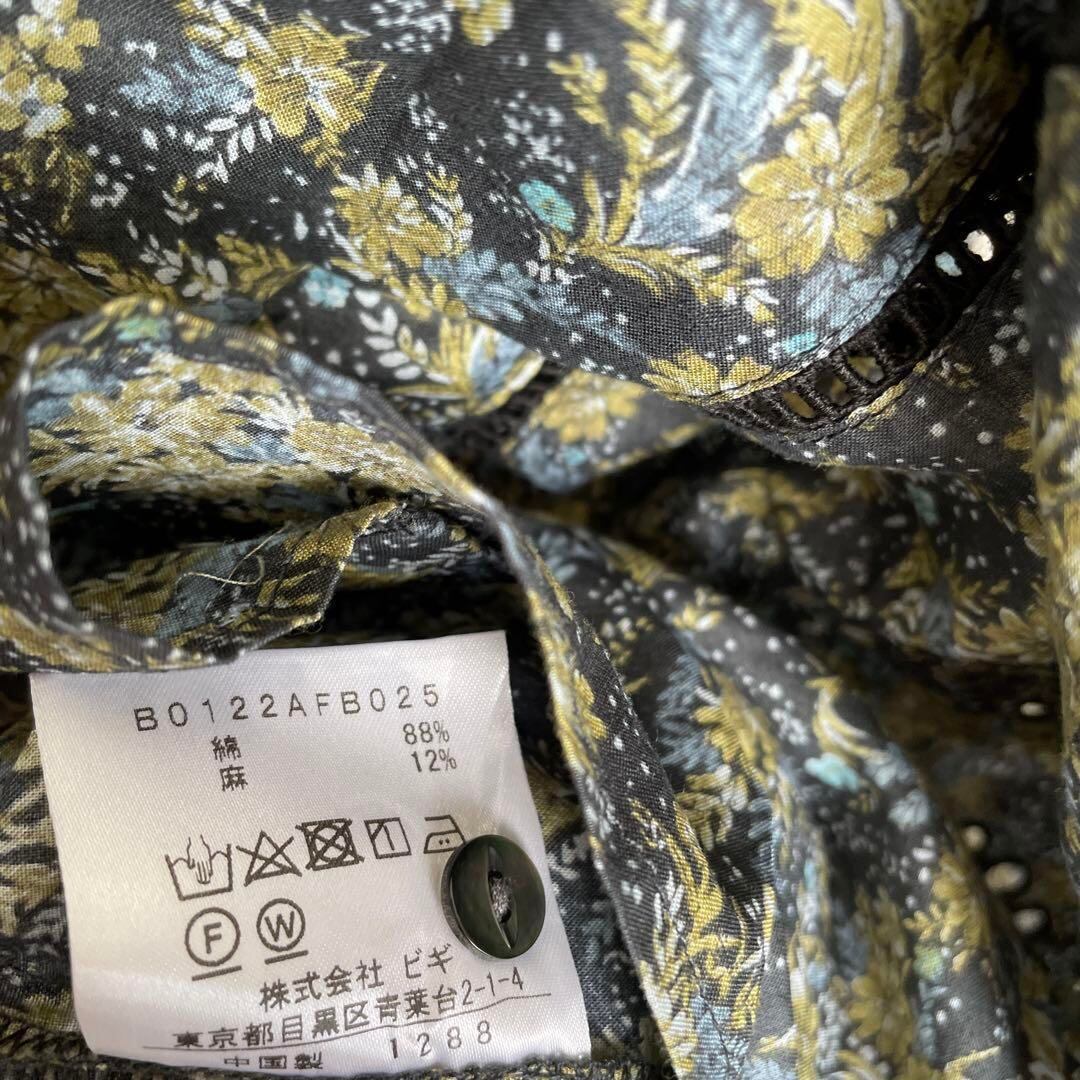 B0122AFB025
綿 88%
麻 12%
F W
株式会社 ビギ
東京都目黒区青葉台2-1-4
中国製 1288